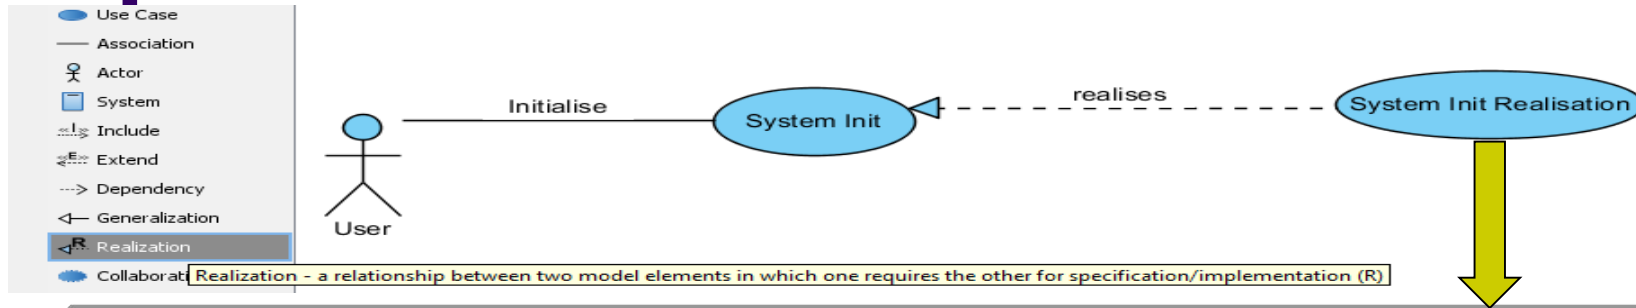 Use Case
Association
Actor
System
Include
Extend
Dependency
Generalization
Realization
Collaborati
Realization - a relationship between two model elements in which one requires the other for specification/implementation (R)
Initialise
User
System Init
realises
System Init Realisation